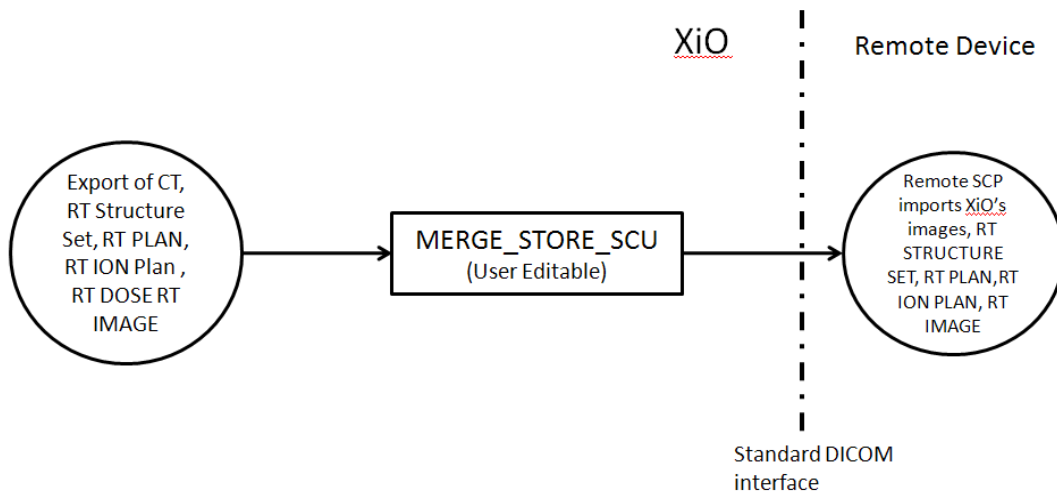 XiO
Remote Device
Export of CT,
RT Structure
Set, RT PLAN,
RT ION Plan ,
RT DOSE RT
IMAGE
MERGE_STORE_SCU
(User Editable)
Remote SCP
imports XiO's
images, RT
STRUCTURE
SET, RT PLAN,RT
ION PLAN, RT
IMAGE
Standard DICOM
interface